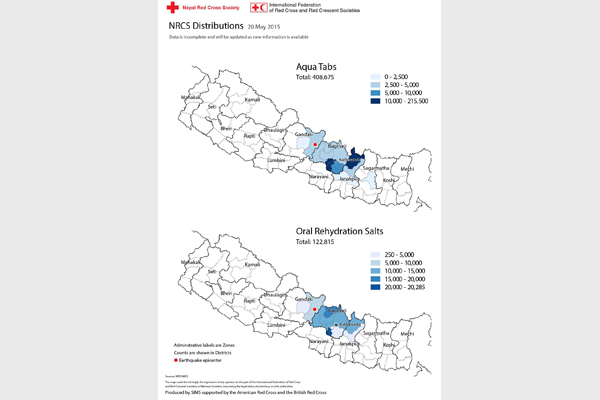 Nepal Red Cross Society
International Federation
of Red Cross and Red Crescent Societies
NRCS Distributions 20 May 2015
Data is incomplete and will be updated as new information is available
Aqua Tabs
Total: 408,675
0 - 2,500
2,500 - 5,000
5,000 - 10,000
10,000 - 215,500
Mahakali
Seti
Karnali
Bheri
Rapti
Dhaulagiri
Gandaki
Lumbini
Bagmati
Kathmandu
Narayani
Janakpur
Sagarmatha
Koshi
Mechi
Oral Rehydration Salts
Total: 122,815
250 - 5,000
5,000 - 10,000
10,000 - 15,000
15,000 - 20,000
20,000 - 20,285
Mahakali
Seti
Karnali
Bheri
Rapti
Dhaulagiri
Gandaki
Lumbini
Bagmati
Kathmandu
Narayani
Janakpur
Sagarmatha
Koshi
Mechi
Administrative labels are Zones
Counts are shown in Districts
Earthquake epicenter
Produced by SIMS supported by the American Red Cross and the British Red Cross